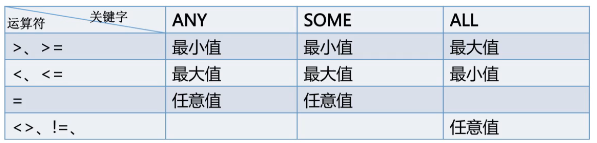 关键字
运算符 ANY SOME ALL
>、>= 最小值 最小值 最大值
<、<= 最大值 最大值 最小值
= 任意值 任意值
<>、!=、 任意值